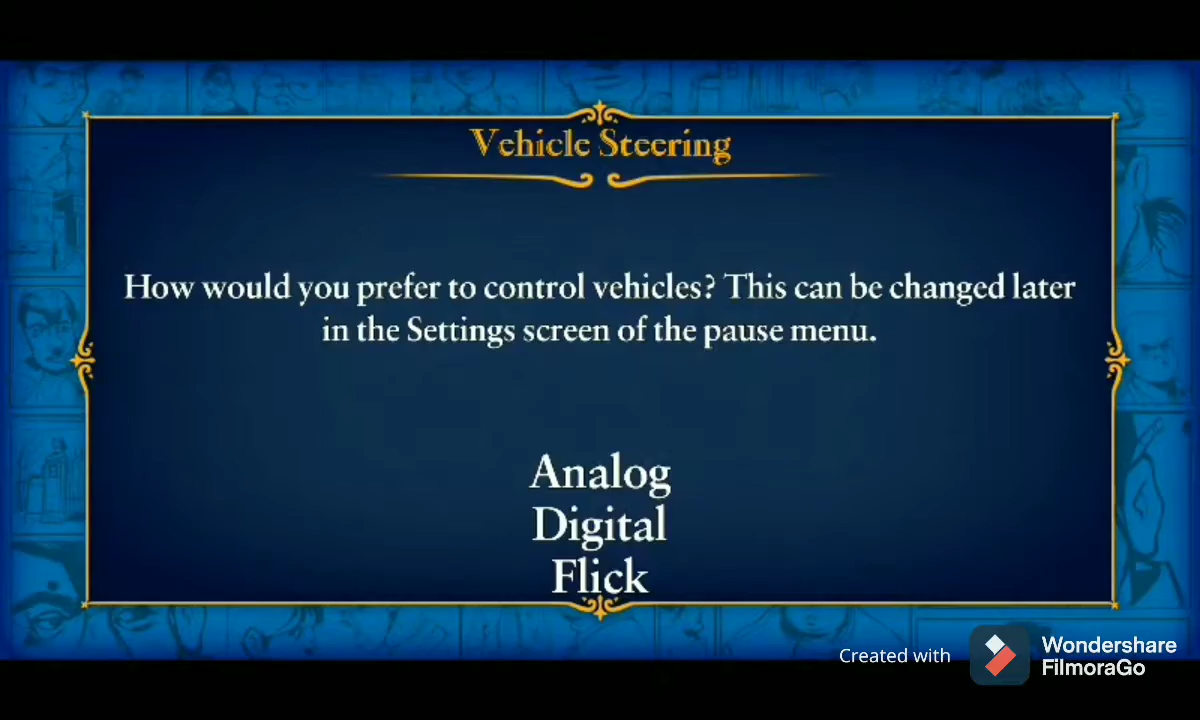 Vehicle Steering
How would you prefer to control vehicles? This can be changed later
in the Settings screen of the pause menu.
Analog
Digital
Flick
Created with
Wondershare
FilmoraGo